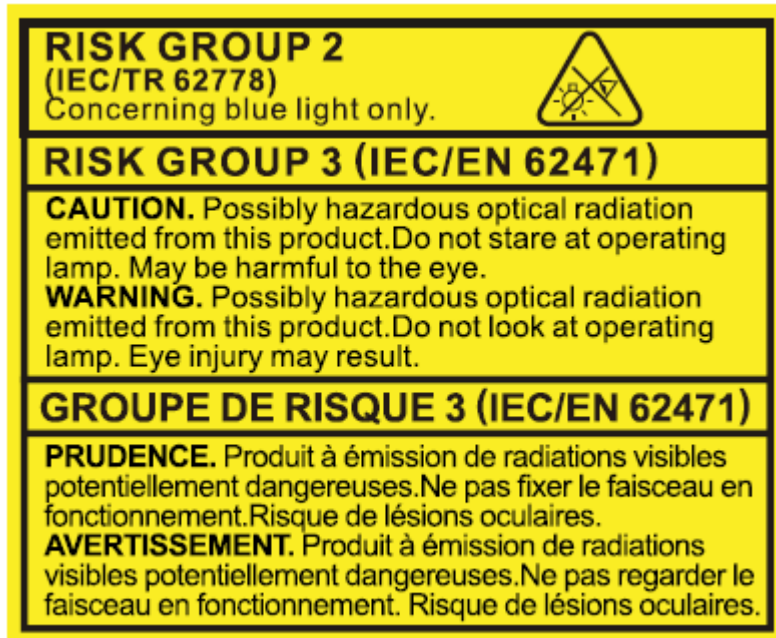 RISK GROUP 2
(IEC/TR 62778)
Concerning blue light only.
RISK GROUP 3 (IEC/EN 62471)
CAUTION. Possibly hazardous optical radiation
emitted from this product.Do not stare at operating
lamp. May be harmful to the eye.
WARNING. Possibly hazardous optical radiation
emitted from this product.Do not look at operating
lamp. Eye injury may result.
GROUPE DE RISQUE 3 (IEC/EN 62471)
PRUDENCE. Produit à émission de radiations visibles
potentiellement dangereuses.Ne pas fixer le faisceau en
fonctionnement.Risque de lésions oculaires.
AVERTISSEMENT. Produit à émission de radiations
visibles potentiellement dangereuses.Ne pas regarder le
faisceau en fonctionnement. Risque de lésions oculaires.